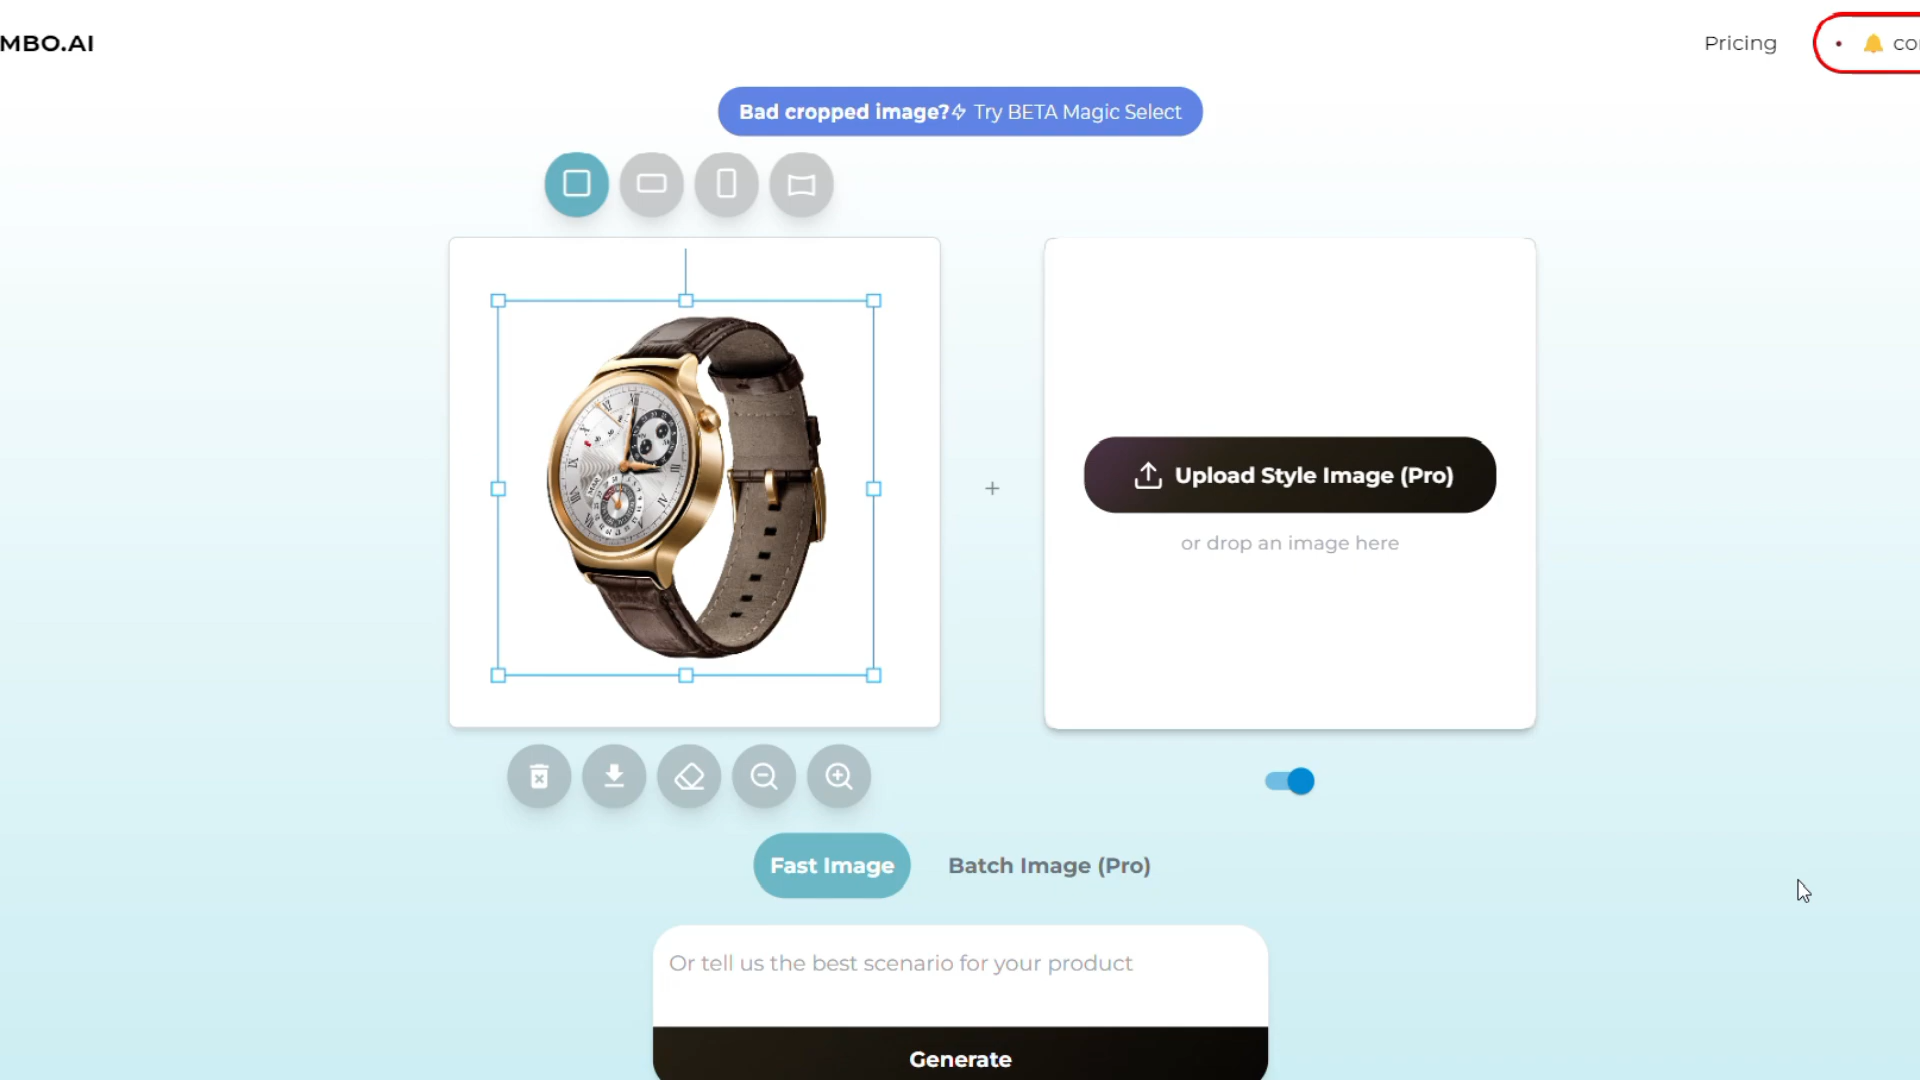 MBO.AI
Pricing
Bad cropped image? Try BETA Magic Select
Upload Style Image (Pro)
or drop an image here
Fast Image
Batch Image (Pro)
Or tell us the best scenario for your product
Generate